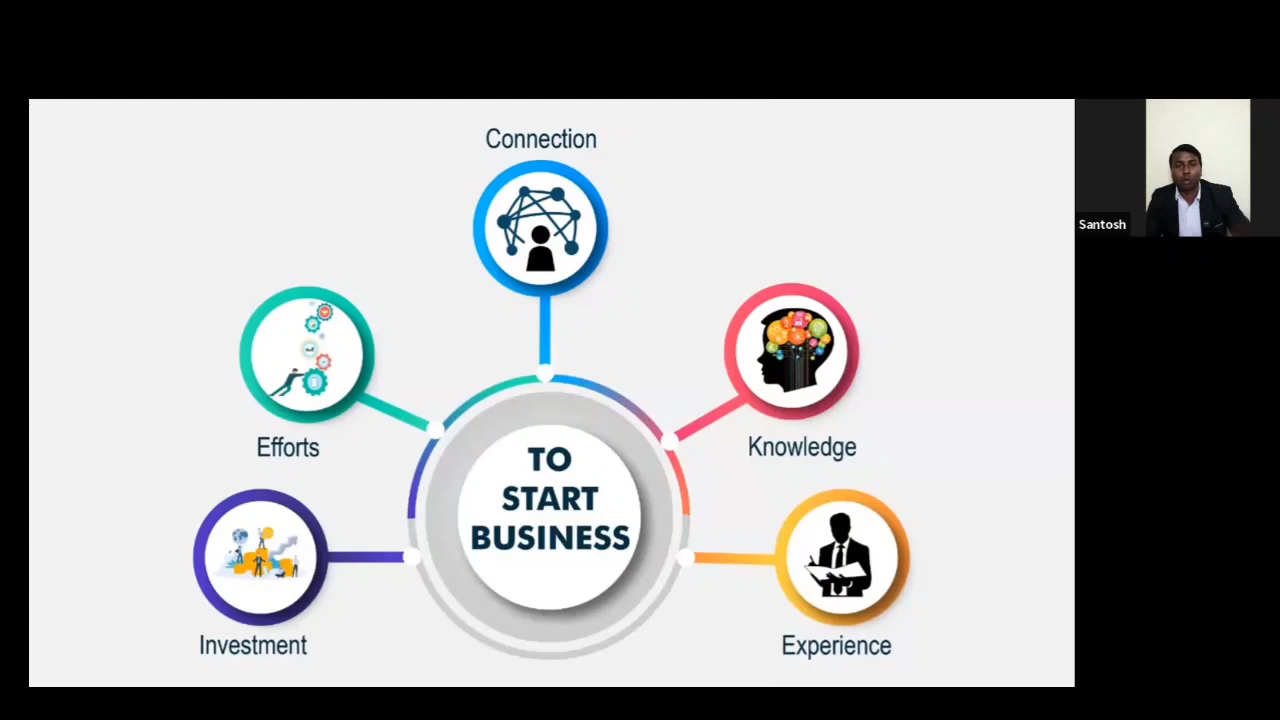 Connection
Santosh
Efforts
Knowledge
TO
START
BUSINESS
Investment
Experience